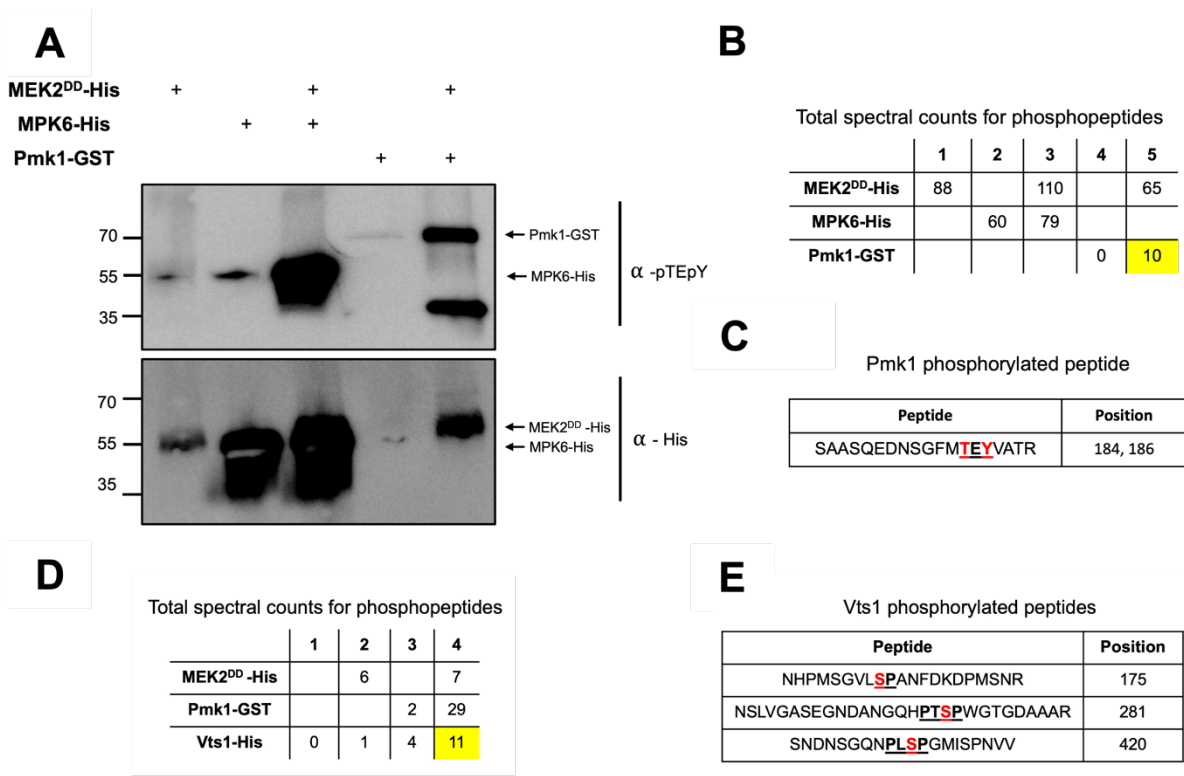 A
MEK2DD-His + + +
MPK6-His + +
Pmk1-GST + +
70
55
35
Pmk1-GST
MPK6-His
α -pTEpY
70
55
35
MEK2DD -His
MPK6-His
α - His
B
Total spectral counts for phosphopeptides
1 2 3 4 5
MEK2DD-His 88 110 65
MPK6-His 60 79
Pmk1-GST 0 10
C
Pmk1 phosphorylated peptide
Peptide Position
SAASQEDNSGFMTEYVATR 184, 186
D
Total spectral counts for phosphopeptides
1 2 3 4
MEK2DD -His 6 7
Pmk1-GST 2 29
Vts1-His 0 1 4 11
E
Vts1 phosphorylated peptides
Peptide Position
NHPMSGVLSPANFDKDPMSNR 175
NSLVGASEGNDANGQHPTSPWGTGDAAAR 281
SNDNSGQNPLSPGMISPNVV 420